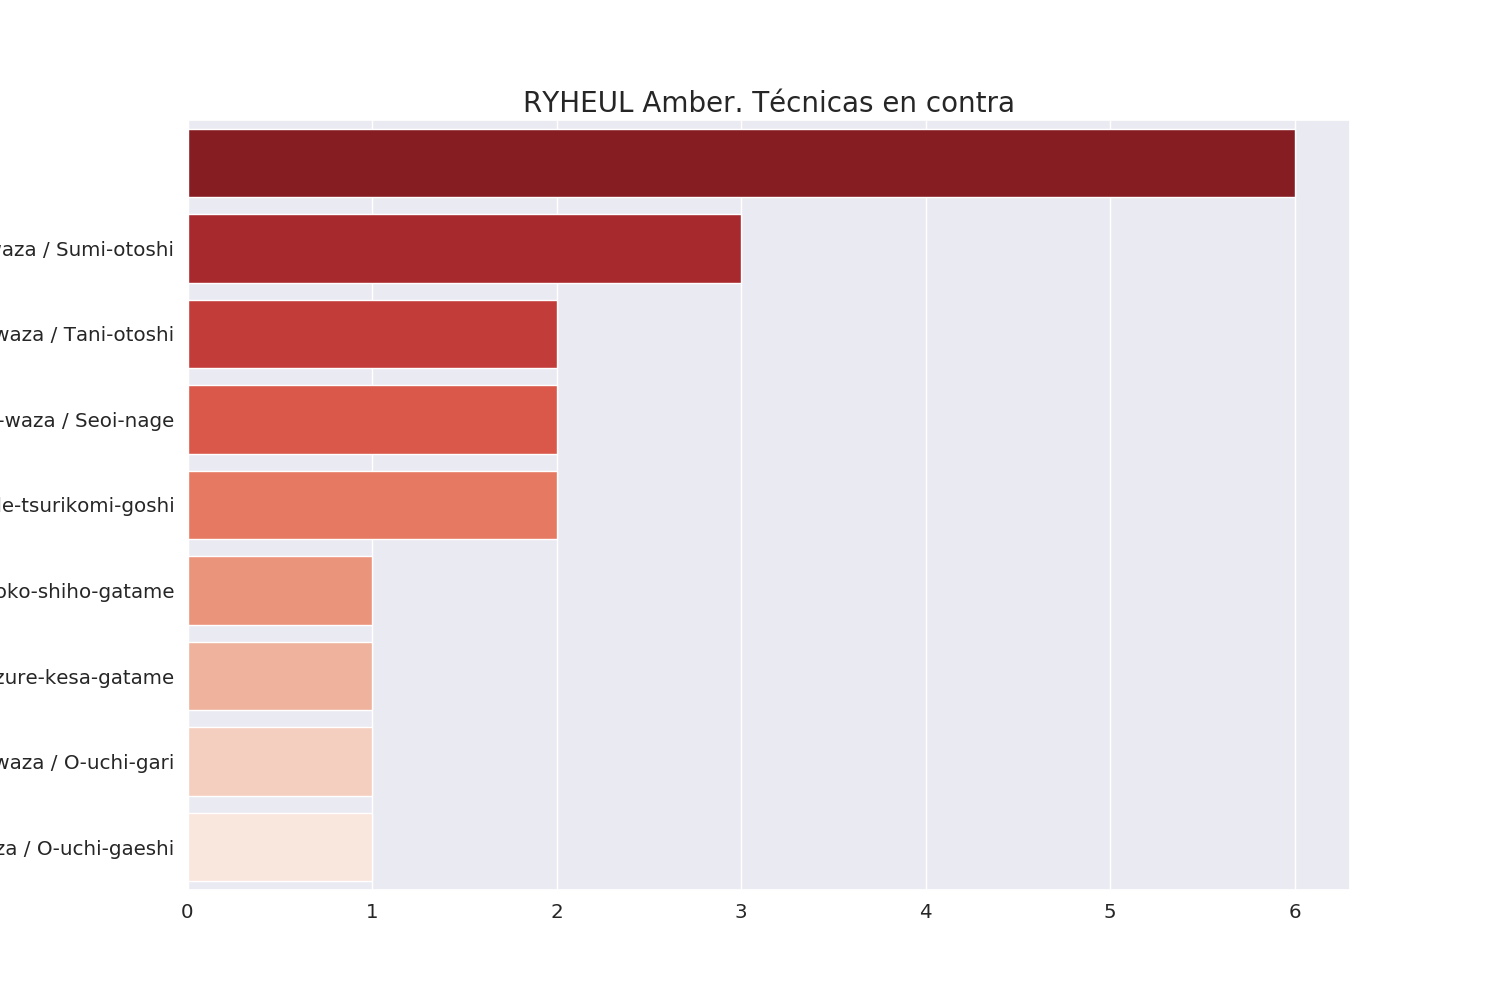 RYHEUL Amber. Técnicas en contra
aza / Sumi-otoshi
waza / Tani-otoshi
-waza / Seoi-nage
e-tsurikomi-goshi
oko-shiho-gatame
zure-kesa-gatame
waza / O-uchi-gari
za / O-uchi-gaeshi
0 1 2 3 4 5 6